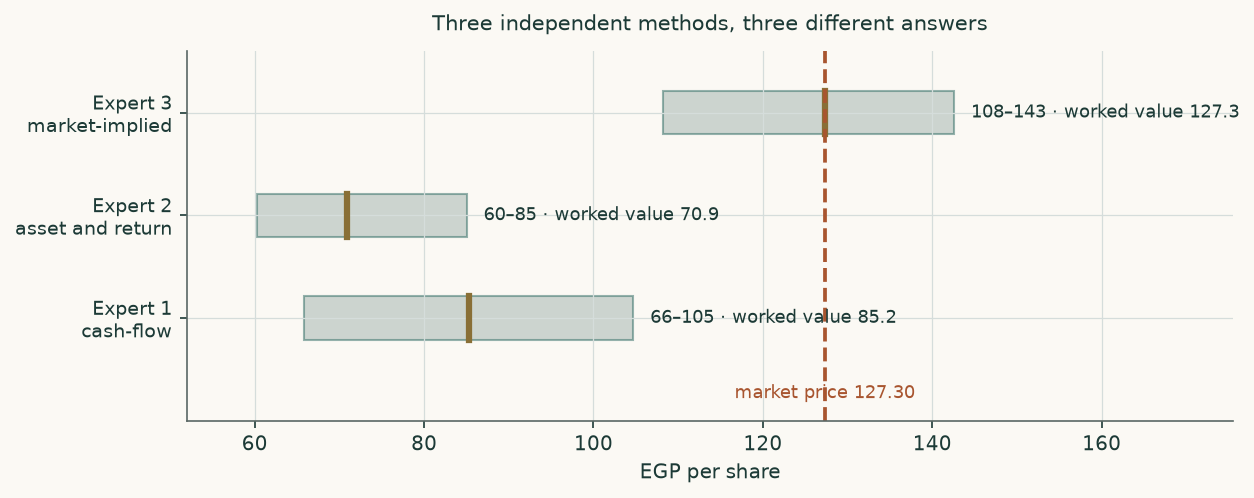 Three independent methods, three different answers
Expert 3
market-implied
108–143 · worked value 127.3
Expert 2
asset and return
60–85 · worked value 70.9
Expert 1
cash-flow
66–105 · worked value 85.2
market price 127.30
60 80 100 120 140 160
EGP per share